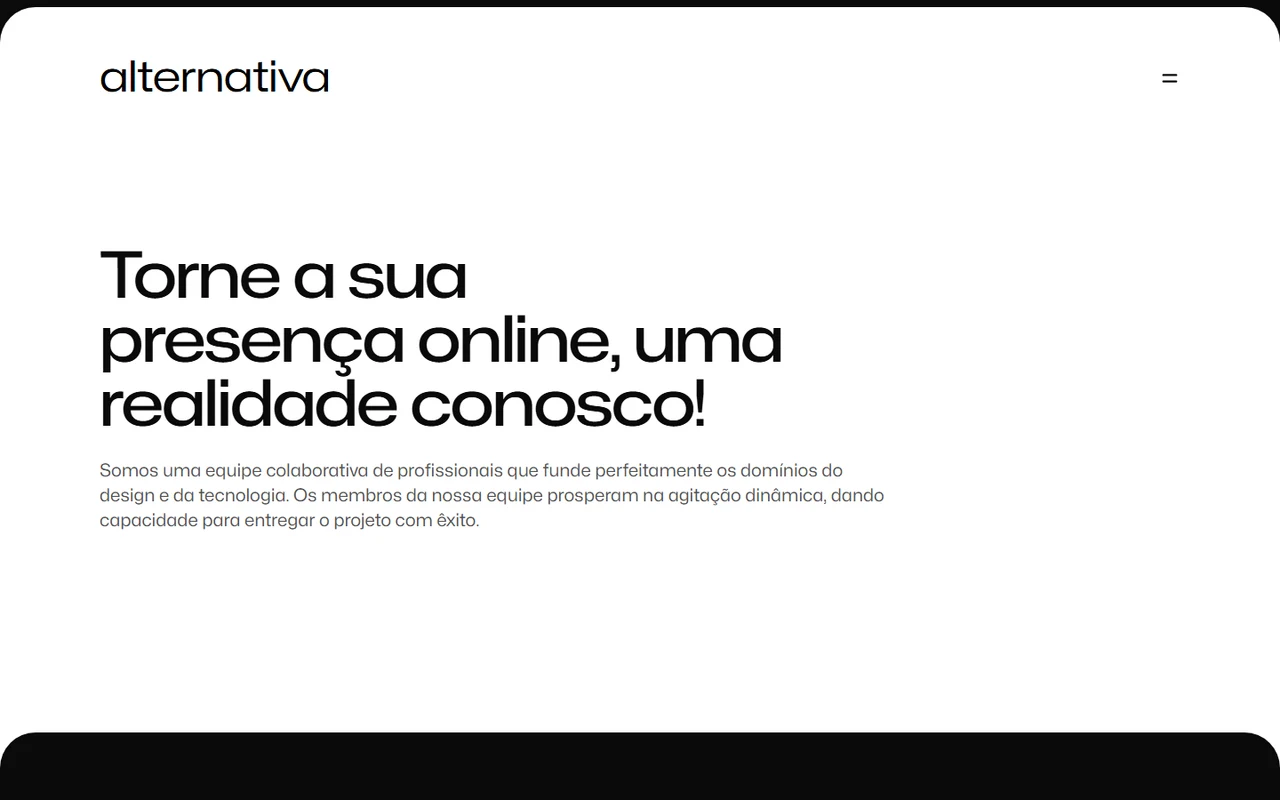 alternativa
Torne a sua
presença online, uma
realidade conosco!
Somos uma equipe colaborativa de profissionais que funde perfeitamente os domínios do
design e da tecnologia. Os membros da nossa equipe prosperam na agitação dinâmica, dando
capacidade para entregar o projeto com êxito.